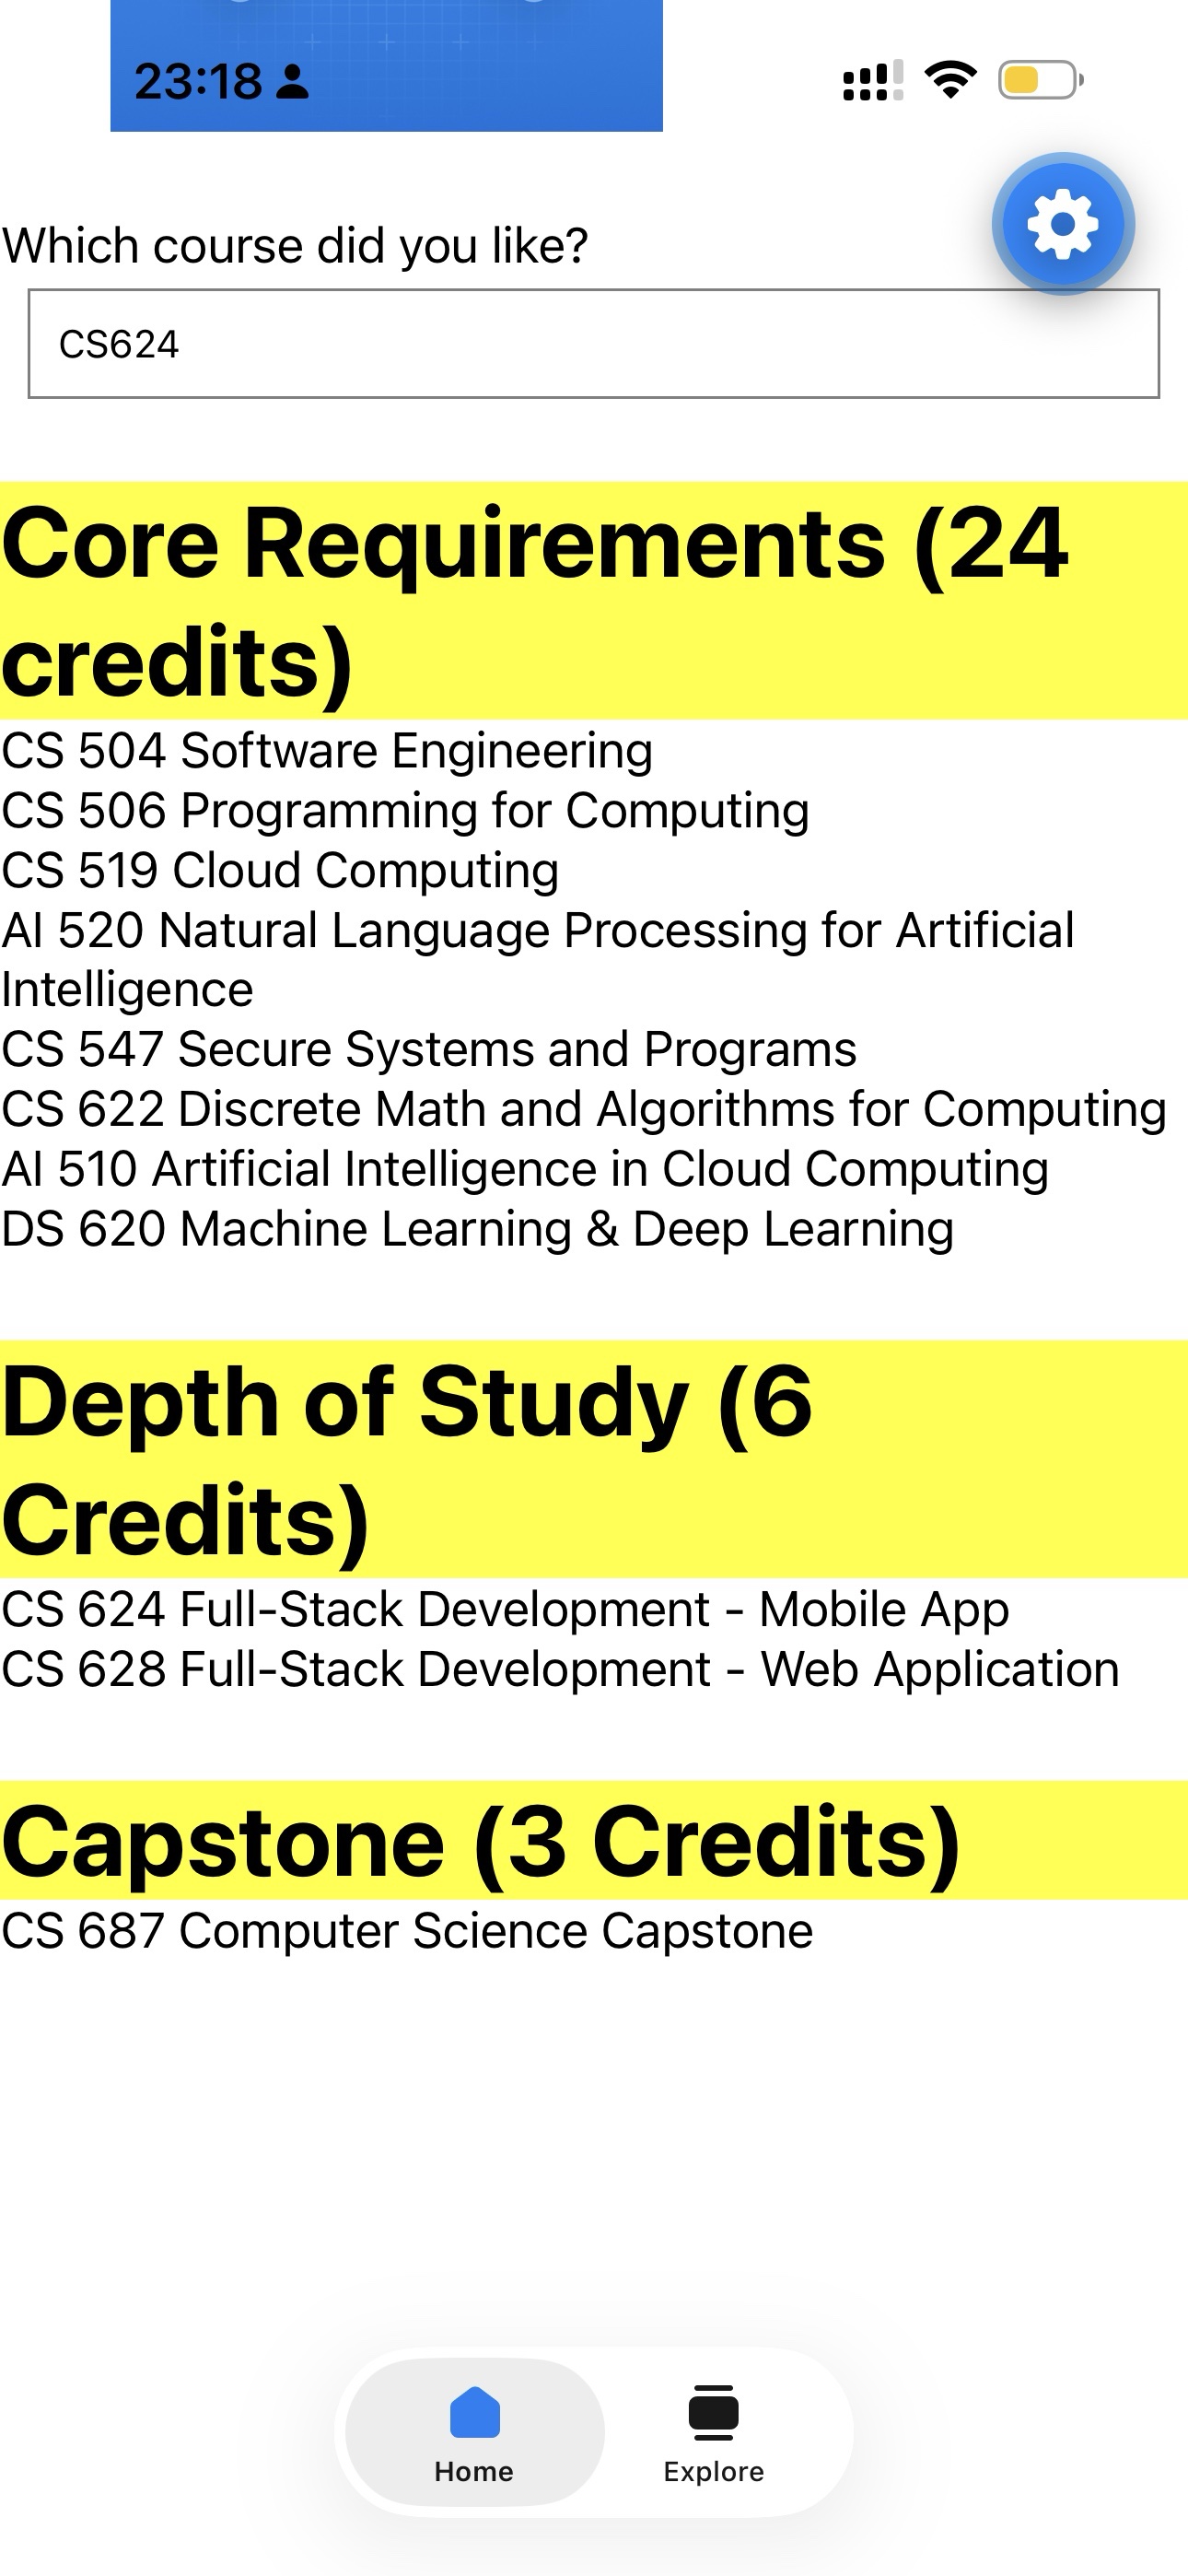 23:18
Which course did you like?
CS624
Core Requirements (24
credits)
CS 504 Software Engineering
CS 506 Programming for Computing
CS 519 Cloud Computing
AI 520 Natural Language Processing for Artificial
Intelligence
CS 547 Secure Systems and Programs
CS 622 Discrete Math and Algorithms for Computing
AI 510 Artificial Intelligence in Cloud Computing
DS 620 Machine Learning & Deep Learning
Depth of Study (6
Credits)
CS 624 Full-Stack Development - Mobile App
CS 628 Full-Stack Development - Web Application
Capstone (3 Credits)
CS 687 Computer Science Capstone
Home
Explore